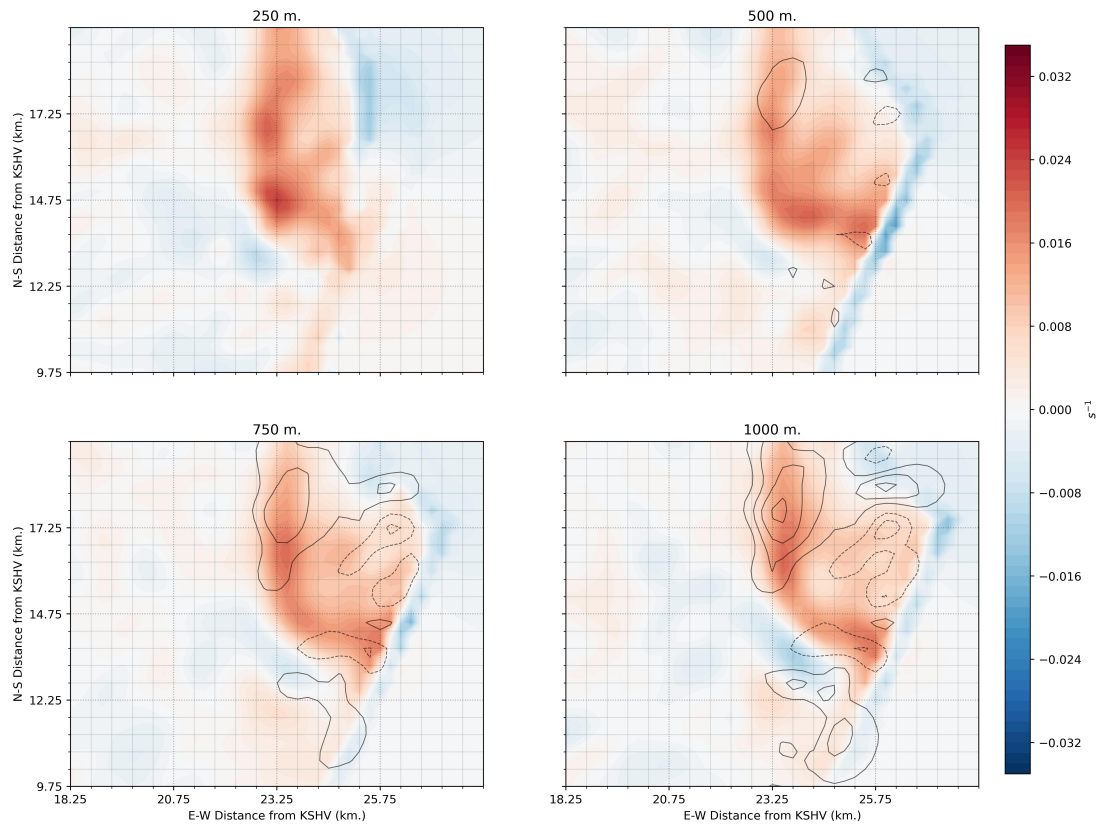 250 m.
500 m.
N-S Distance from KSHV (km.)
17.25
14.75
12.25
9.75
750 m.
1000 m.
N-S Distance from KSHV (km.)
17.25
14.75
12.25
9.75
18.25 20.75 23.25 25.75
E-W Distance from KSHV (km.)
18.25 20.75 23.25 25.75
E-W Distance from KSHV (km.)
0.032
0.024
0.016
0.008
0.000
−0.008
−0.016
−0.024
−0.032
s⁻¹